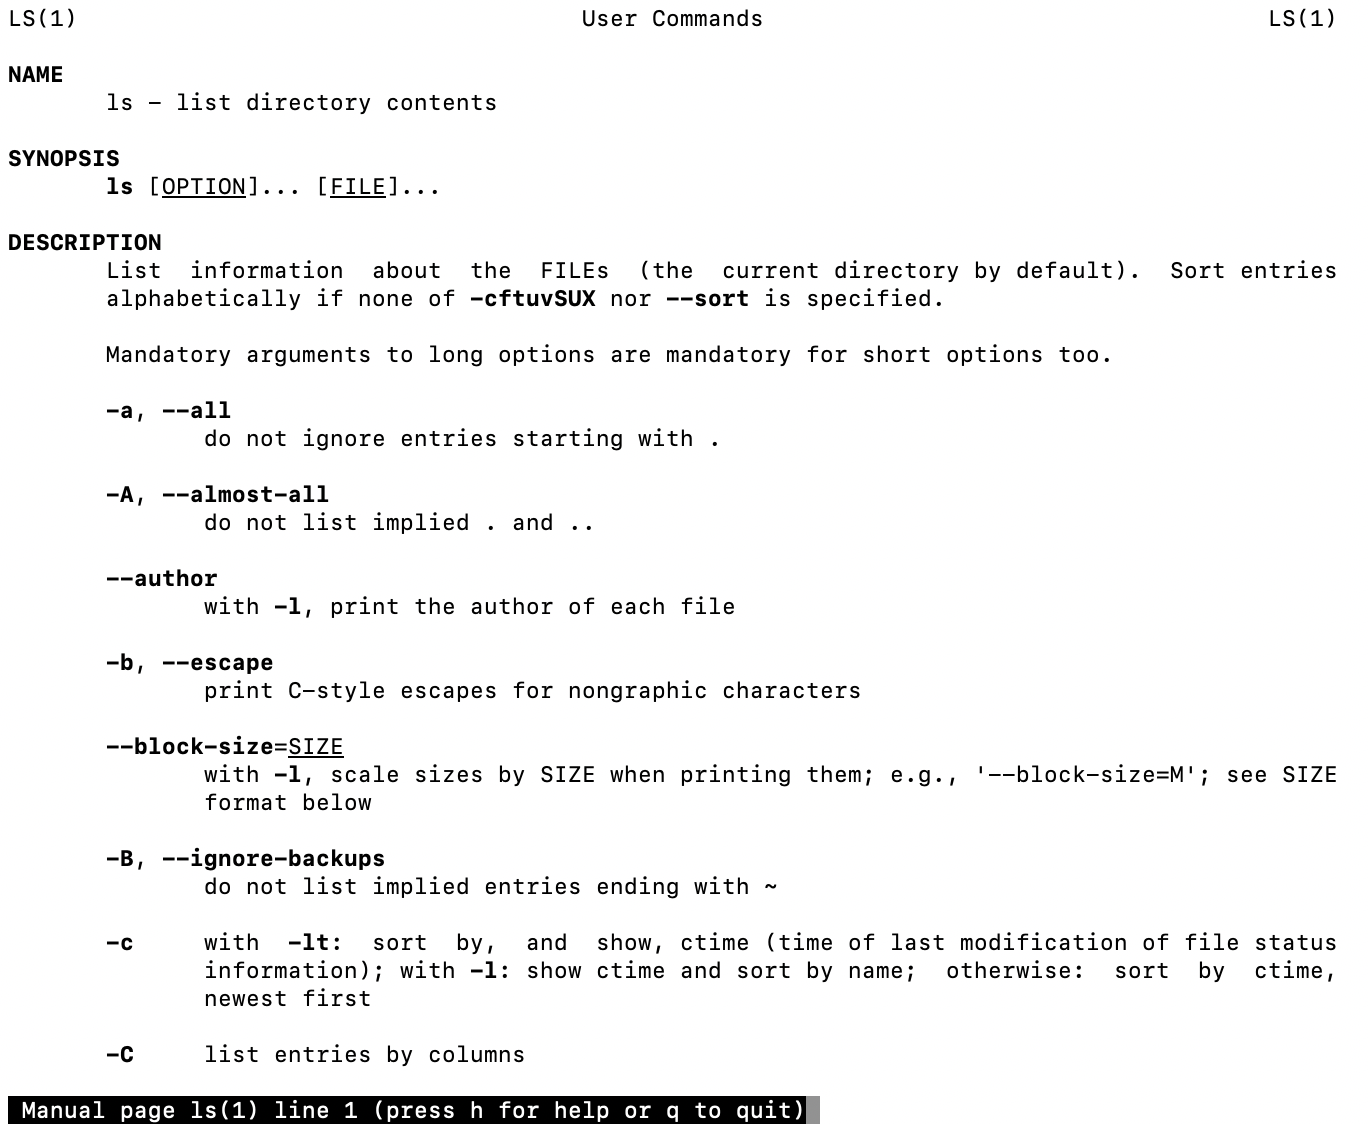 LS(1) User Commands LS(1)
NAME
ls – list directory contents
SYNOPSIS
ls [OPTION]... [FILE]...
DESCRIPTION
List information about the FILEs (the current directory by default). Sort entries
alphabetically if none of -cftuvSUX nor --sort is specified.
Mandatory arguments to long options are mandatory for short options too.
-a, --all
do not ignore entries starting with .
-A, --almost-all
do not list implied . and ..
--author
with -l, print the author of each file
-b, --escape
print C-style escapes for nongraphic characters
--block-size=SIZE
with -l, scale sizes by SIZE when printing them; e.g., '--block-size=M'; see SIZE
format below
-B, --ignore-backups
do not list implied entries ending with ~
-c with -lt: sort by, and show, ctime (time of last modification of file status
information); with -l: show ctime and sort by name; otherwise: sort by ctime,
newest first
-C list entries by columns
Manual page ls(1) line 1 (press h for help or q to quit)